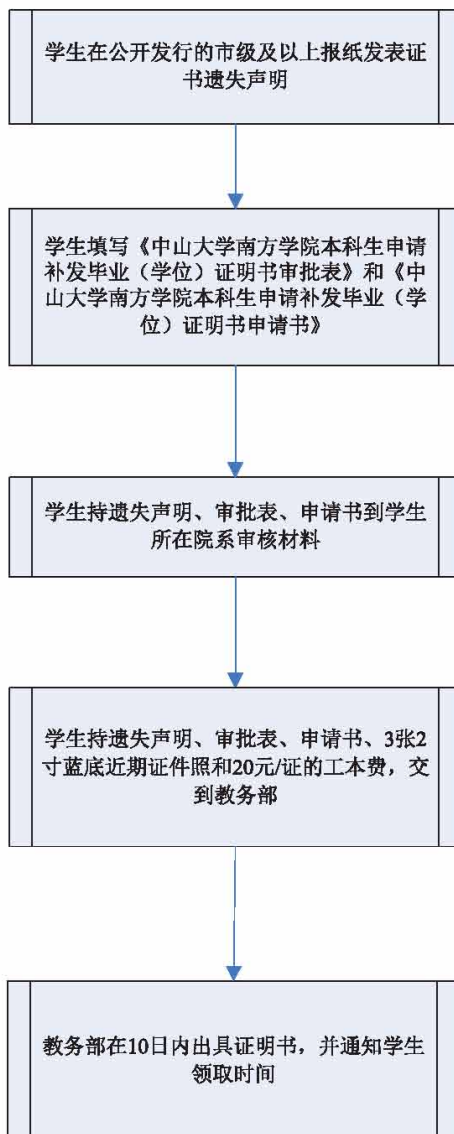 学生在公开发行的市级及以上报纸发表证
书遗失声明
学生填写《中山大学南方学院本科生申请
补发毕业（学位）证明书审批表》和《中
山大学南方学院本科生申请补发毕业（学
位）证明书申请书》
学生持遗失声明、审批表、申请书到学生
所在院系审核材料
学生持遗失声明、审批表、申请书、3张2
寸蓝底近期证件照和20元/证的工本费，交
到教务部
教务部在10日内出具证明书，并通知学生
领取时间